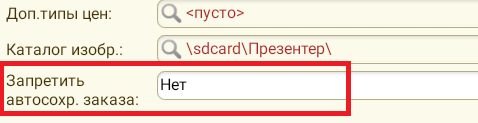 Доп.типы цен: <пусто>
Каталог изобр.: \sdcard\Презентер\
Запретить
автосохр. заказа: Нет